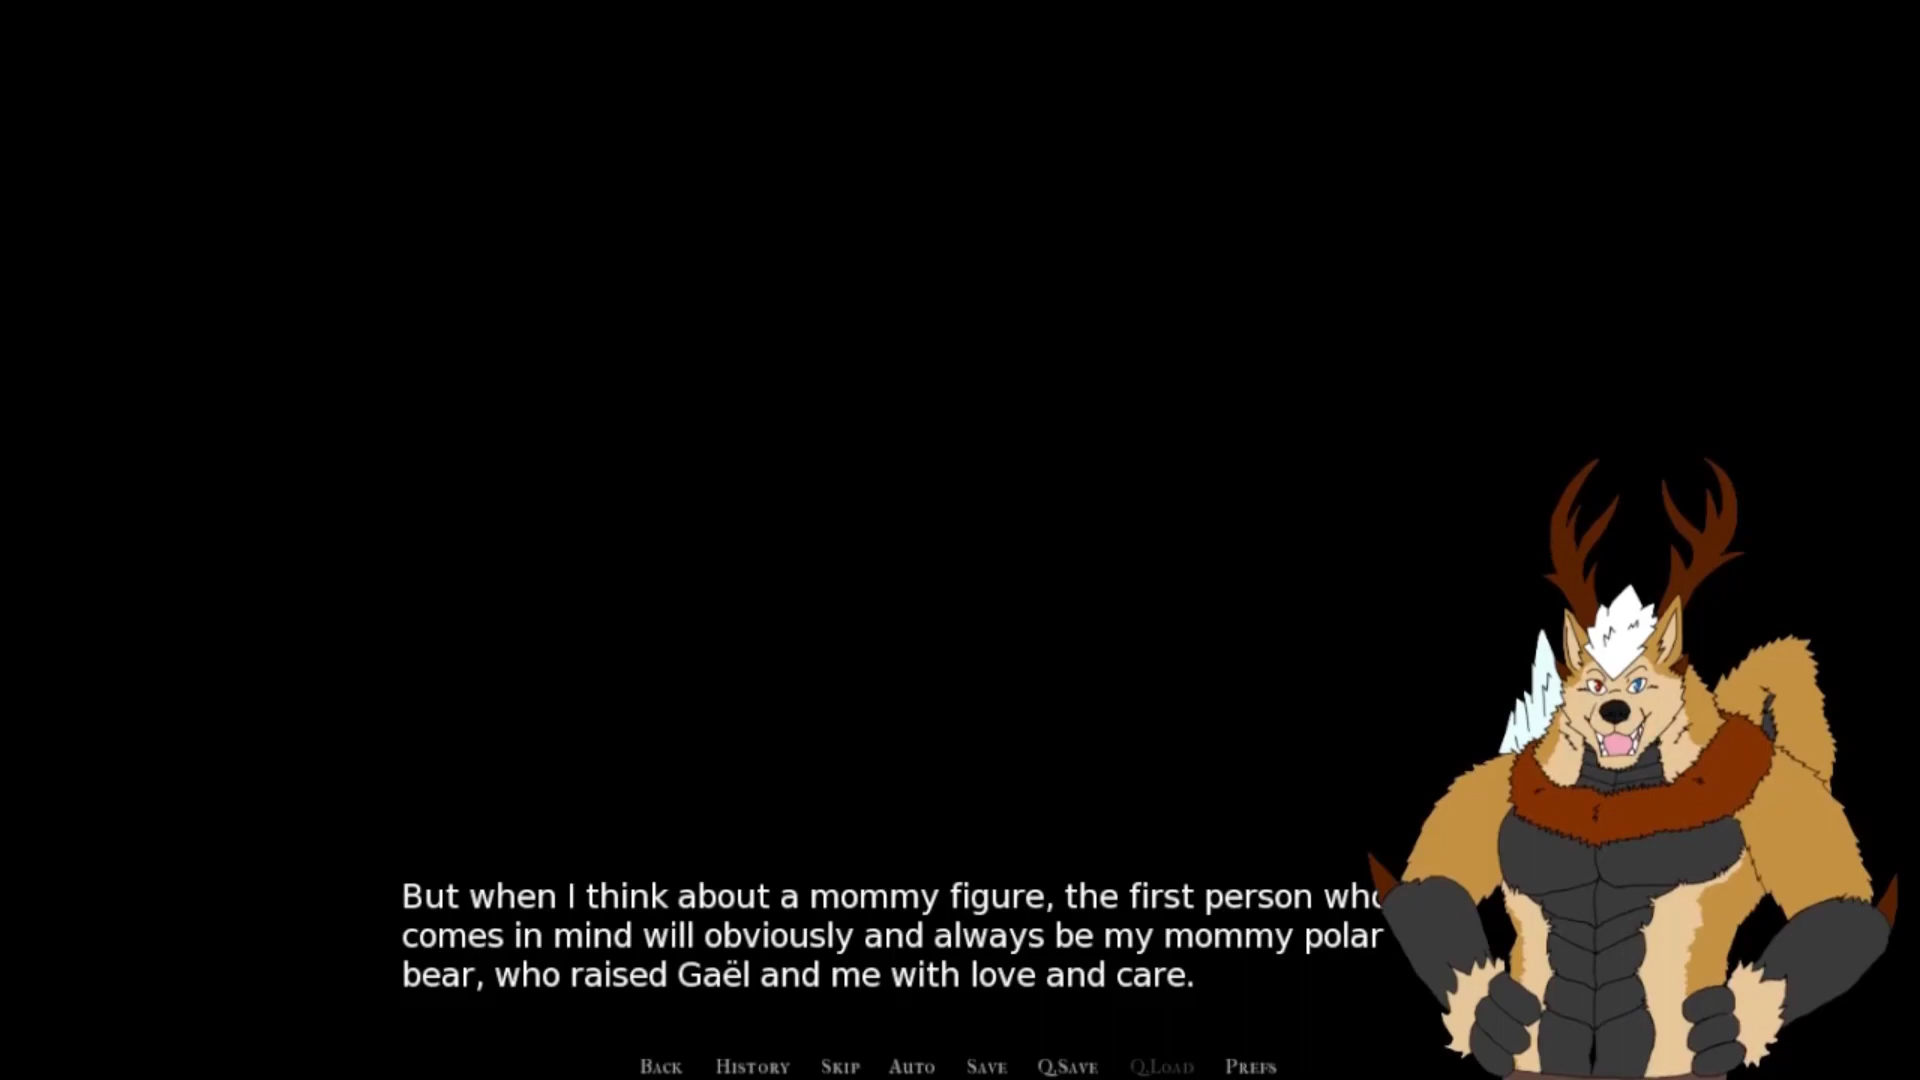 But when I think about a mommy figure, the first person who
comes in mind will obviously and always be my mommy polar
bear, who raised Gaël and me with love and care.
Back History Skip Auto Save Q.Save Q.Load Prefs